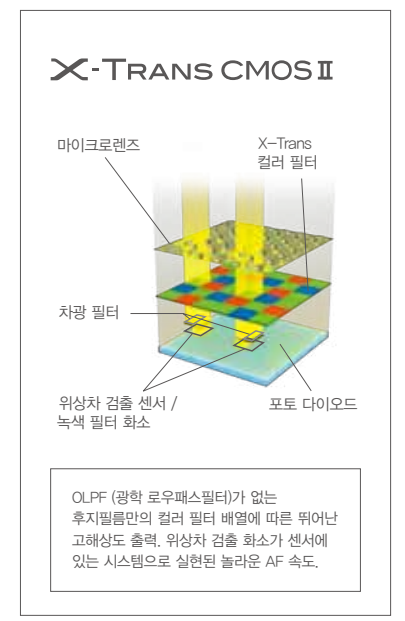 X-TRANS CMOS II
마이크로렌즈
X-Trans
컬러 필터
차광 필터
위상차 검출 센서 /
녹색 필터 화소
포토 다이오드
OLPF (광학 로우패스필터)가 없는
후지필름만의 컬러 필터 배열에 따른 뛰어난
고해상도 출력. 위상차 검출 화소가 센서에
있는 시스템으로 실현된 놀라운 AF 속도.